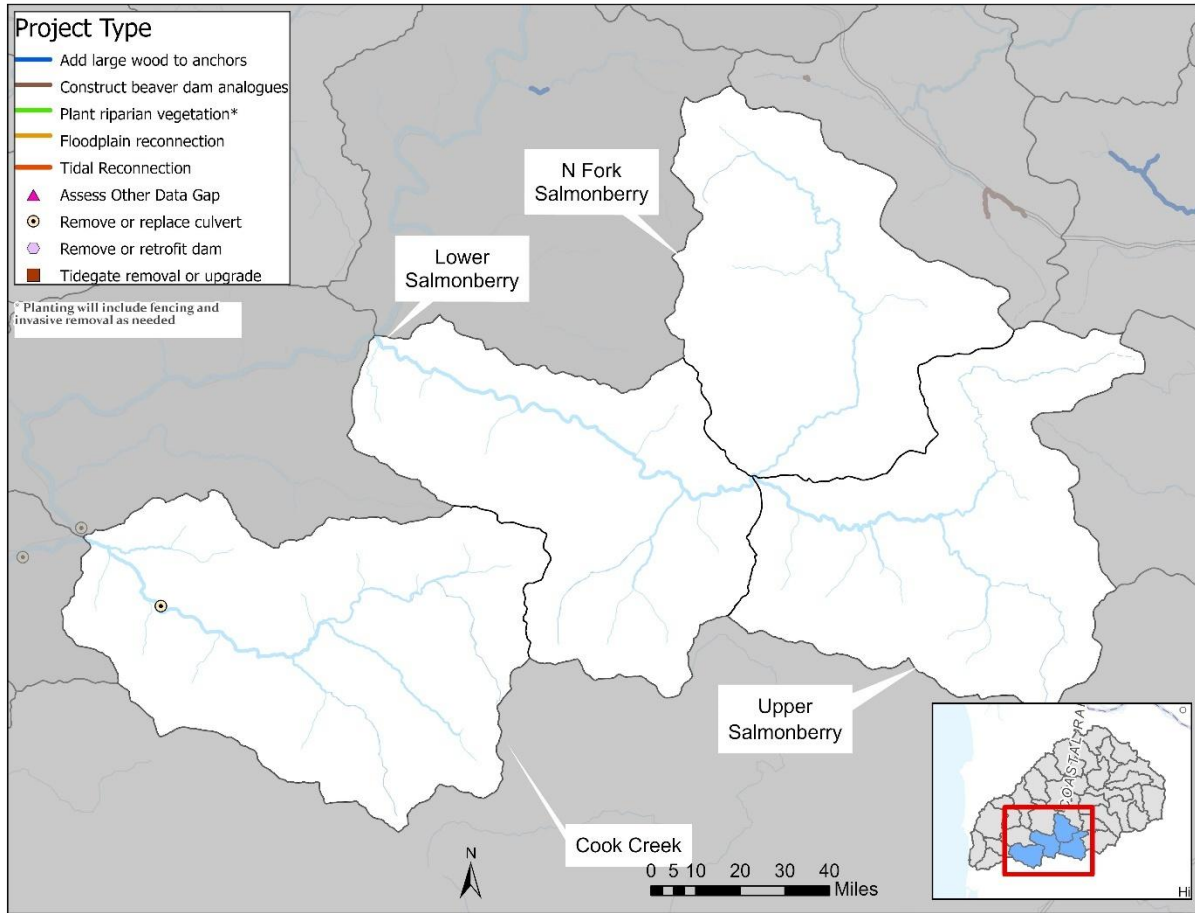 Project Type
Add large wood to anchors
Construct beaver dam analogues
Plant riparian vegetation*
Floodplain reconnection
Tidal Reconnection
Assess Other Data Gap
Remove or replace culvert
Remove or retrofit dam
Tidegate removal or upgrade
* Planting will include fencing and
invasive removal as needed
N Fork
Salmonberry
Lower
Salmonberry
Upper
Salmonberry
Cook Creek
N
0 5 10 20 30 40
Miles
COASTAL RA
Hi